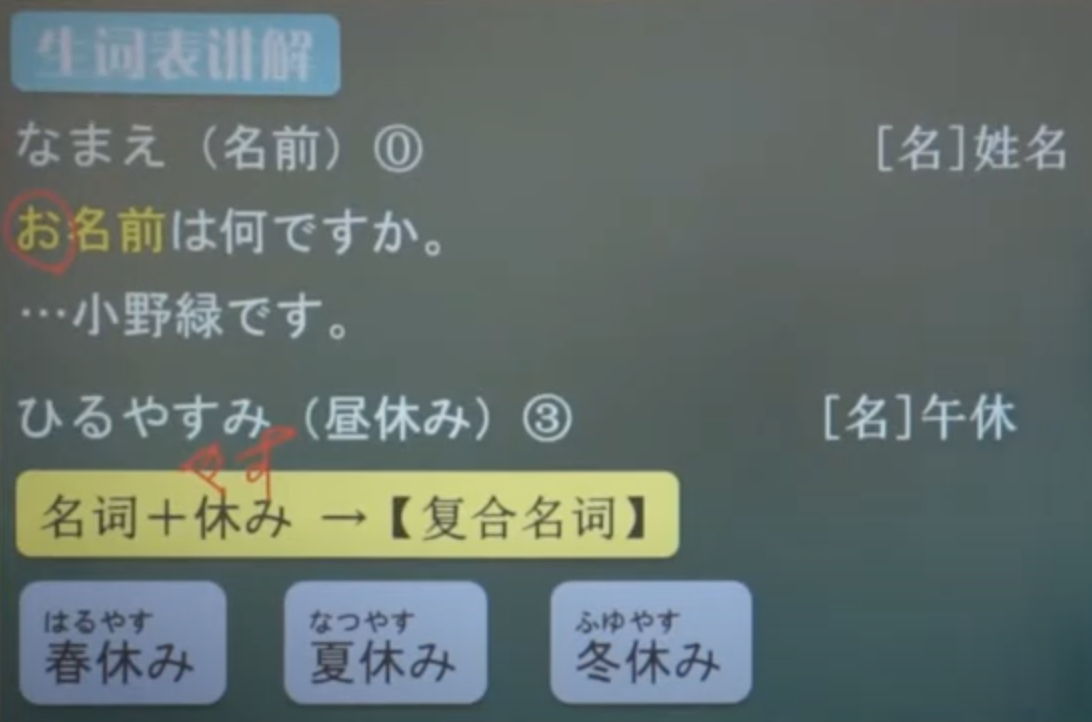 生词表讲解
なまえ（名前）⓪ [名]姓名
お名前は何ですか。
…小野緑です。
ひるやすみ（昼休み）③ [名]午休
やす
名词＋休み →【复合名词】
はるやす なつやす ふゆやす
春休み 夏休み 冬休み